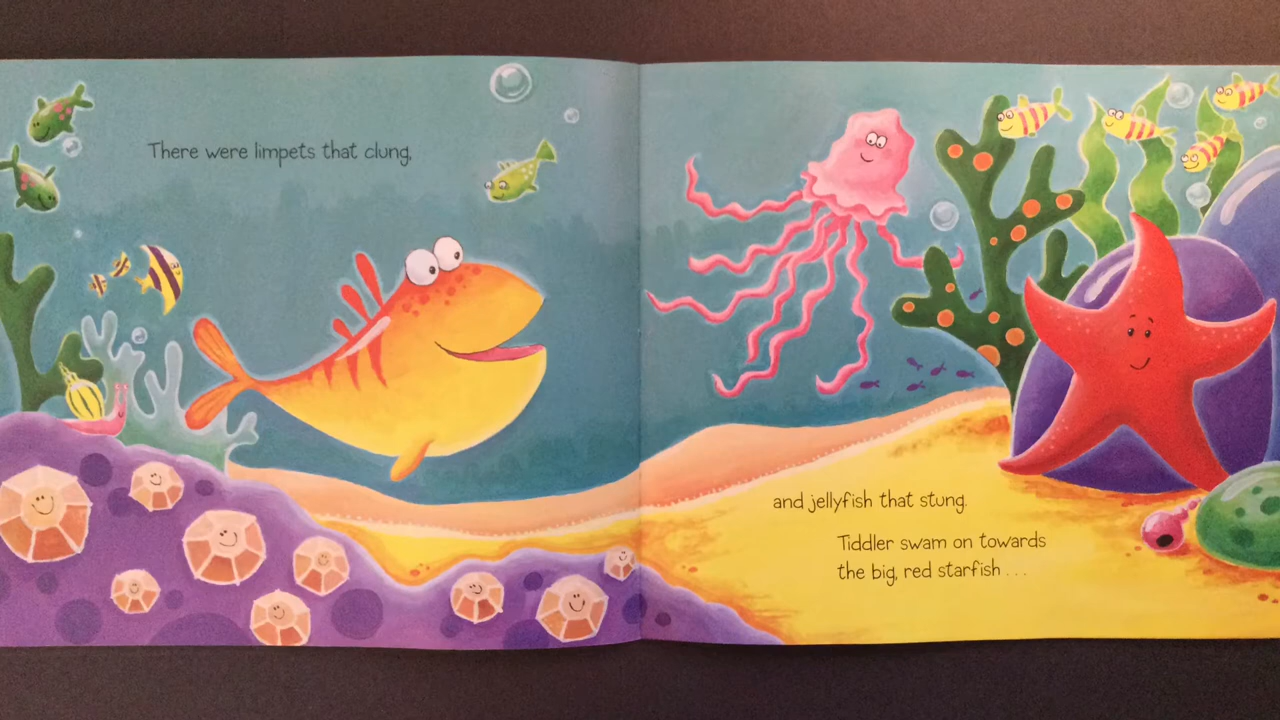 There were limpets that clung,
and jellyfish that stung.
Tiddler swam on towards
the big, red starfish . . .